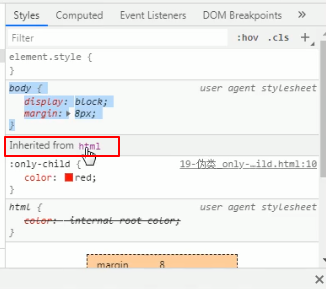 Styles Computed Event Listeners DOM Breakpoints »
Filter :hov .cls +
element.style {
}
body { user agent stylesheet
display: block;
margin: ▸ 8px;
}
Inherited from html
:only-child { 19-伪类_only-…ild.html:10
color: red;
}
html { user agent stylesheet
color: -internal-root-color;
}
margin 8